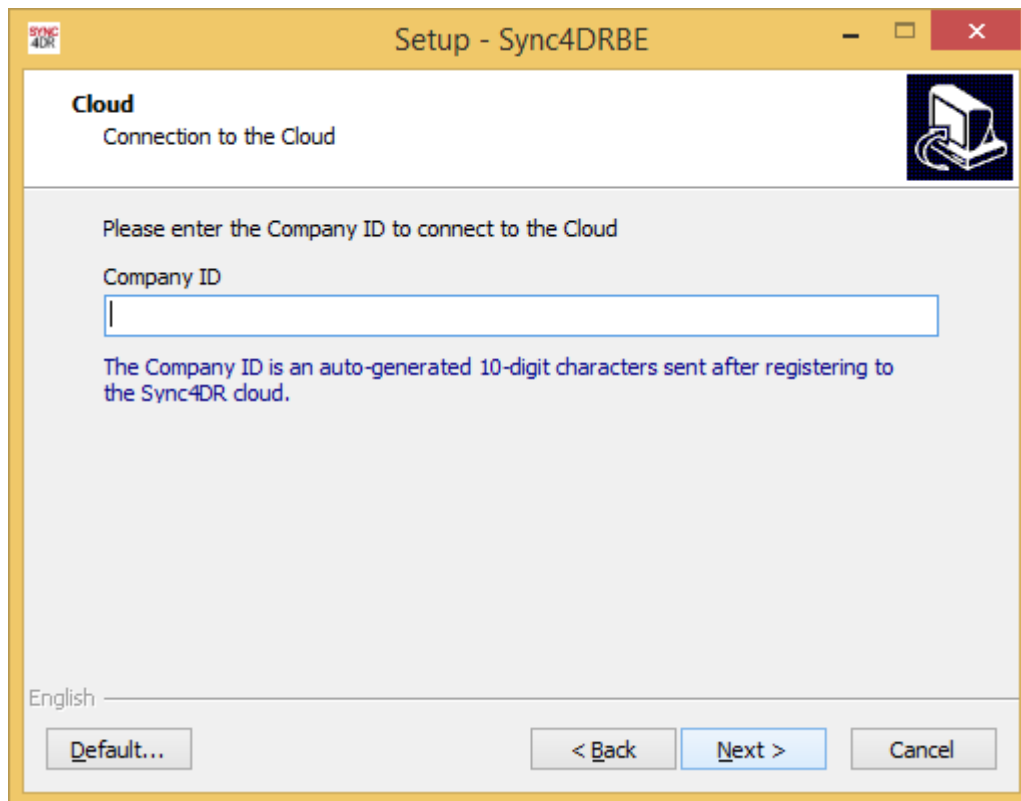 SYNC
4DR
Setup - Sync4DRBE
Cloud
Connection to the Cloud
Please enter the Company ID to connect to the Cloud
Company ID
The Company ID is an auto-generated 10-digit characters sent after registering to
the Sync4DR cloud.
English
Default...
< Back
Next >
Cancel